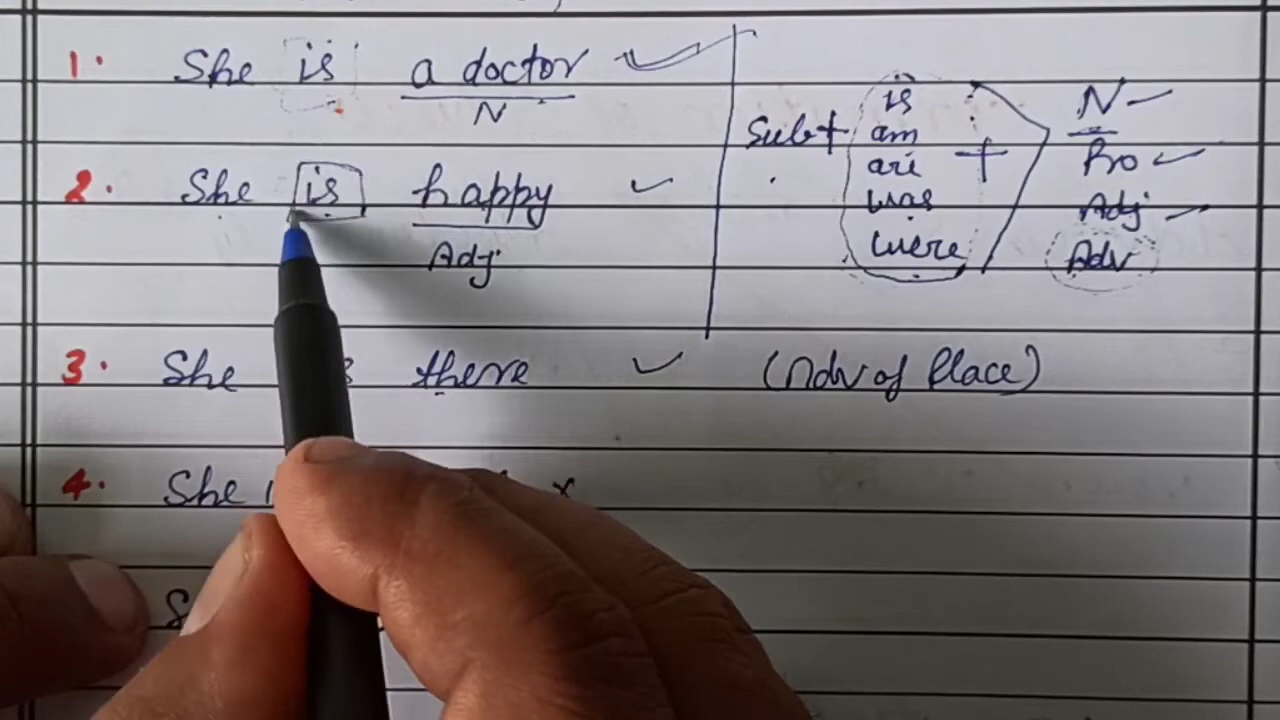 1. She is a doctor ✓
N
2. She is happy ✓
Adj
3. She there ✓ (Adv of Place)
4. She x
Sub + is am are was were + N Pro Adj Adv